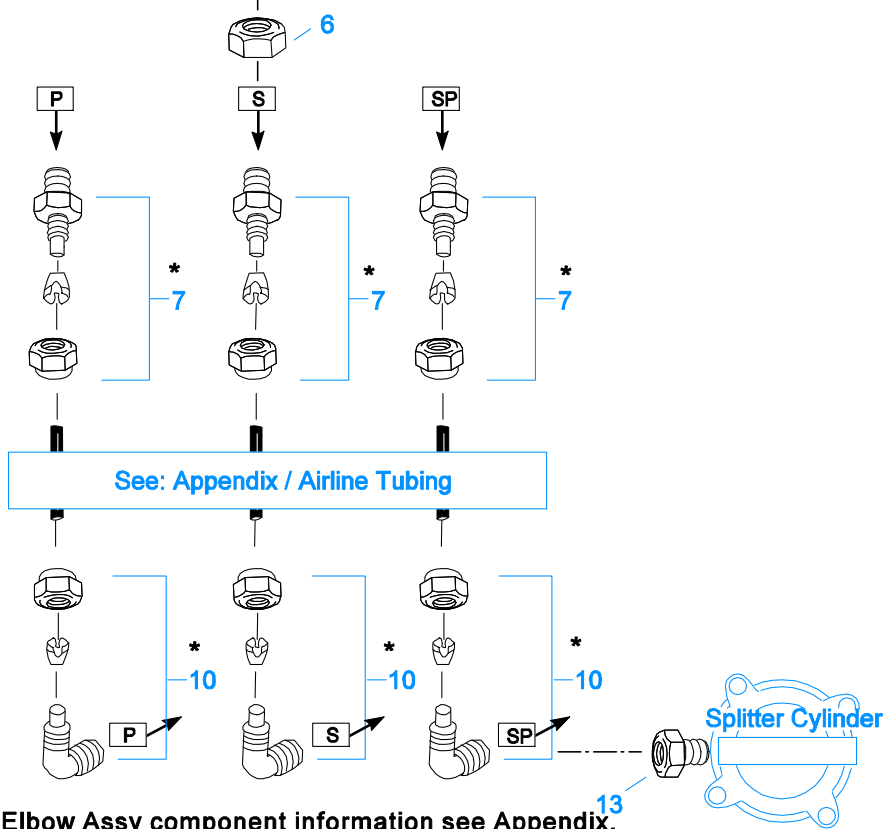 6
P
S
SP
*
*
*
7
7
7
See: Appendix / Airline Tubing
*
*
*
10
10
10
P
S
SP
Splitter Cylinder
13
Elbow Assy component information see Appendix.